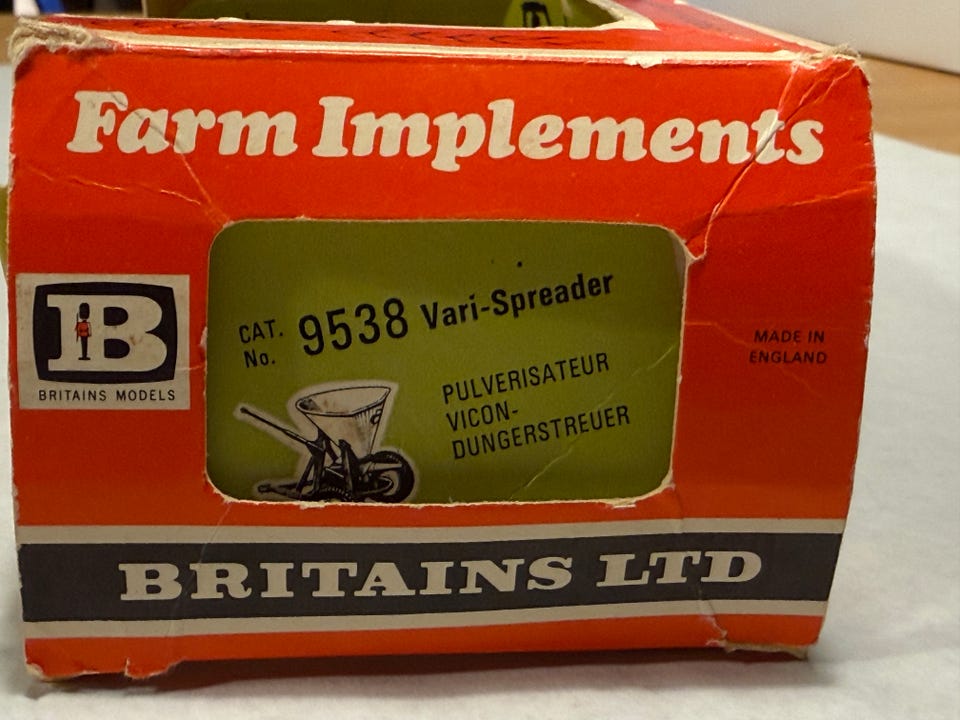 Farm Implements
B
BRITAINS MODELS
CAT. No. 9538 Vari-Spreader
PULVERISATEUR
VICON-
DUNGERSTREUER
MADE IN
ENGLAND
BRITAINS LTD